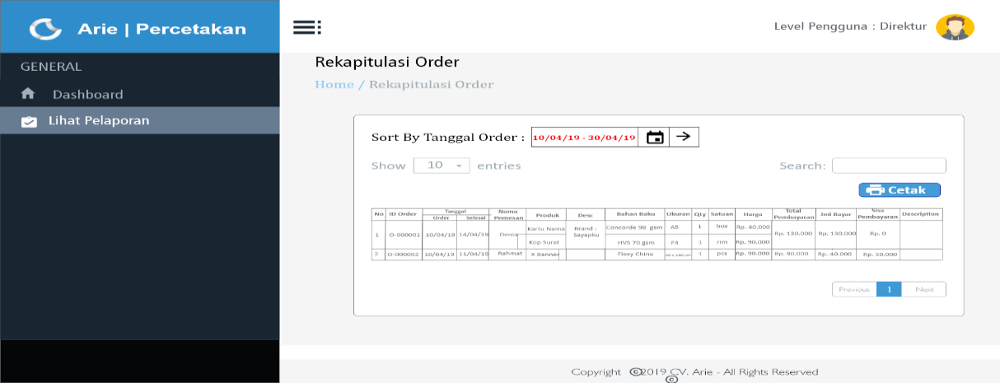 Arie | Percetakan
Level Pengguna : Direktur
GENERAL
Dashboard
Lihat Pelaporan
Rekapitulasi Order
Home / Rekapitulasi Order
Sort By Tanggal Order : 10/04/19 - 30/04/19
Show 10 entries Search:
Cetak
No ID Order Tanggal Order Selesai Nama Pemesan Produk Desc Bahan Baku Ukuran Qty Satuan Harga Total Pembayaran Jml Bayar Sisa Pembayaran Description
1 O-000001 10/04/19 14/04/19 Denia Kartu Nama Brand : Sayapku Concorde 98 gsm A5 1 box Rp. 40.000 Rp. 130.000 Rp. 130.000 Rp. 0
Kop Surat HVS 70 gsm F4 1 rim Rp. 90.000
2 O-000002 10/04/19 11/04/19 Rahmat X Banner Flexy China 1 pcs Rp. 90.000 Rp. 90.000 Rp. 40.000 Rp. 50.000
Previous 1 Next
Copyright ©2019 CV. Arie - All Rights Reserved
©